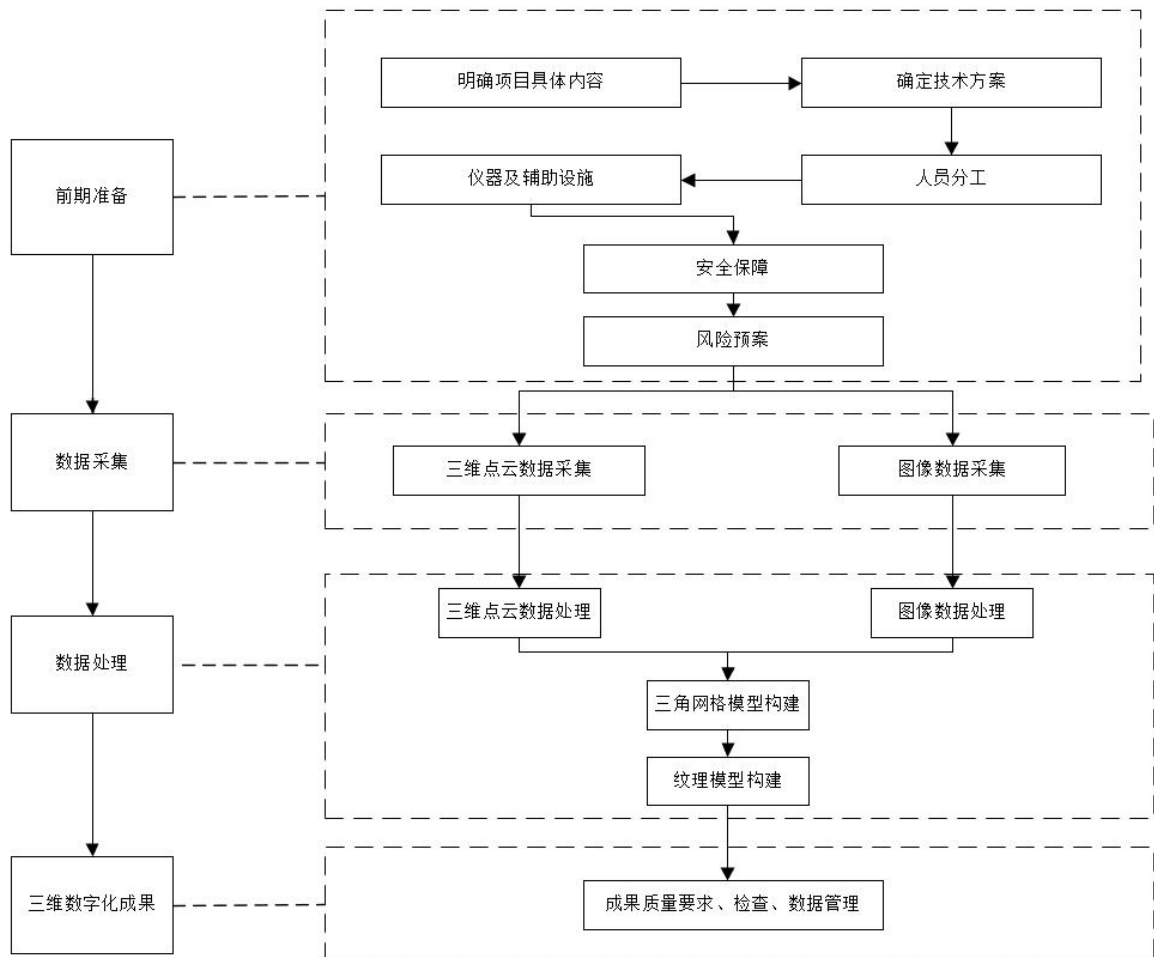 明确项目具体内容
确定技术方案
前期准备
仪器及辅助设施
人员分工
安全保障
风险预案
数据采集
三维点云数据采集
图像数据采集
三维点云数据处理
图像数据处理
数据处理
三角网格模型构建
纹理模型构建
三维数字化成果
成果质量要求、检查、数据管理